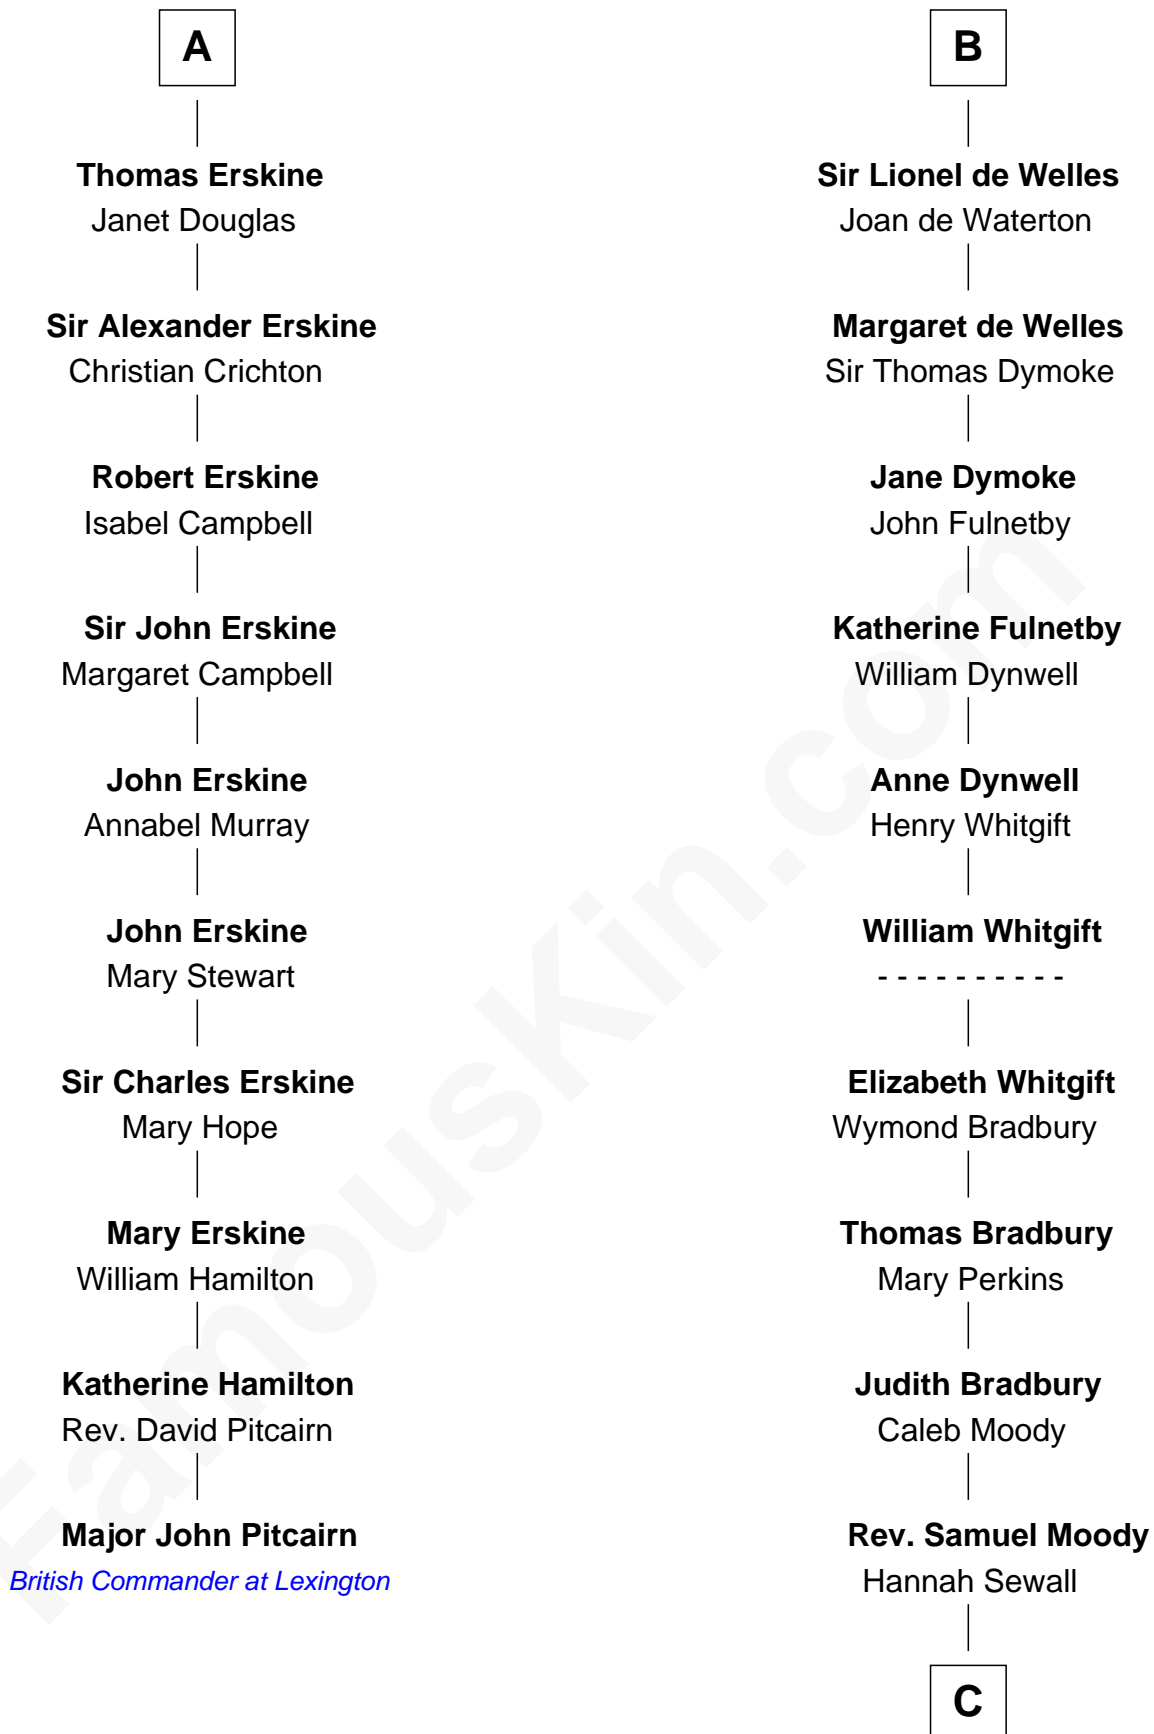 A
Thomas Erskine
Janet Douglas
Sir Alexander Erskine
Christian Crichton
Robert Erskine
Isabel Campbell
Sir John Erskine
Margaret Campbell
John Erskine
Annabel Murray
John Erskine
Mary Stewart
Sir Charles Erskine
Mary Hope
Mary Erskine
William Hamilton
Katherine Hamilton
Rev. David Pitcairn
Major John Pitcairn
British Commander at Lexington
B
Sir Lionel de Welles
Joan de Waterton
Margaret de Welles
Sir Thomas Dymoke
Jane Dymoke
John Fulnetby
Katherine Fulnetby
William Dynwell
Anne Dynwell
Henry Whitgift
William Whitgift
- - - - - - - - - -
Elizabeth Whitgift
Wymond Bradbury
Thomas Bradbury
Mary Perkins
Judith Bradbury
Caleb Moody
Rev. Samuel Moody
Hannah Sewall
C
FamousKin.com